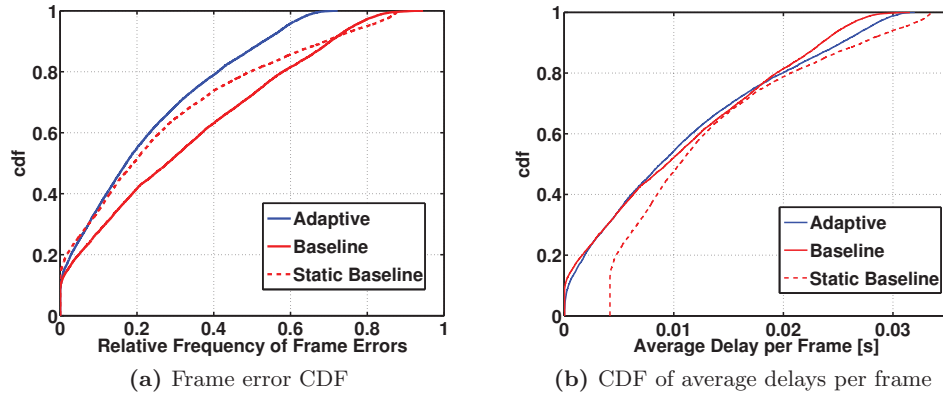 1
0.8
0.6
0.4
0.2
0
cdf
0 0.2 0.4 0.6 0.8 1
Relative Frequency of Frame Errors
Adaptive
Baseline
Static Baseline
(a) Frame error CDF
1
0.8
0.6
0.4
0.2
0
cdf
0 0.01 0.02 0.03
Average Delay per Frame [s]
Adaptive
Baseline
Static Baseline
(b) CDF of average delays per frame